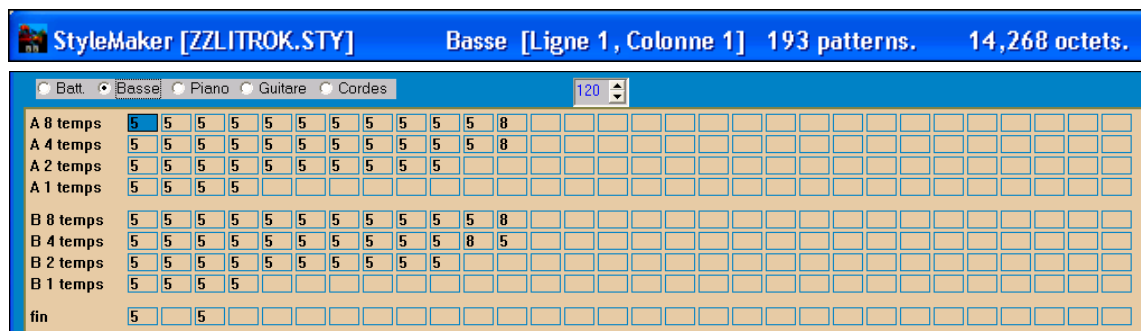 StyleMaker [ZZLITROK.STY] Basse [Ligne 1, Colonne 1] 193 patterns. 14,268 octets.
Batt. Basse Piano Guitare Cordes 120
A 8 temps 5 5 5 5 5 5 5 5 5 5 5 8
A 4 temps 5 5 5 5 5 5 5 5 5 5 5 8
A 2 temps 5 5 5 5 5 5 5 5 5 5
A 1 temps 5 5 5 5
B 8 temps 5 5 5 5 5 5 5 5 5 5 5 8
B 4 temps 5 5 5 5 5 5 5 5 5 5 8 5
B 2 temps 5 5 5 5 5 5 5 5 5 5
B 1 temps 5 5 5 5
fin 5 5